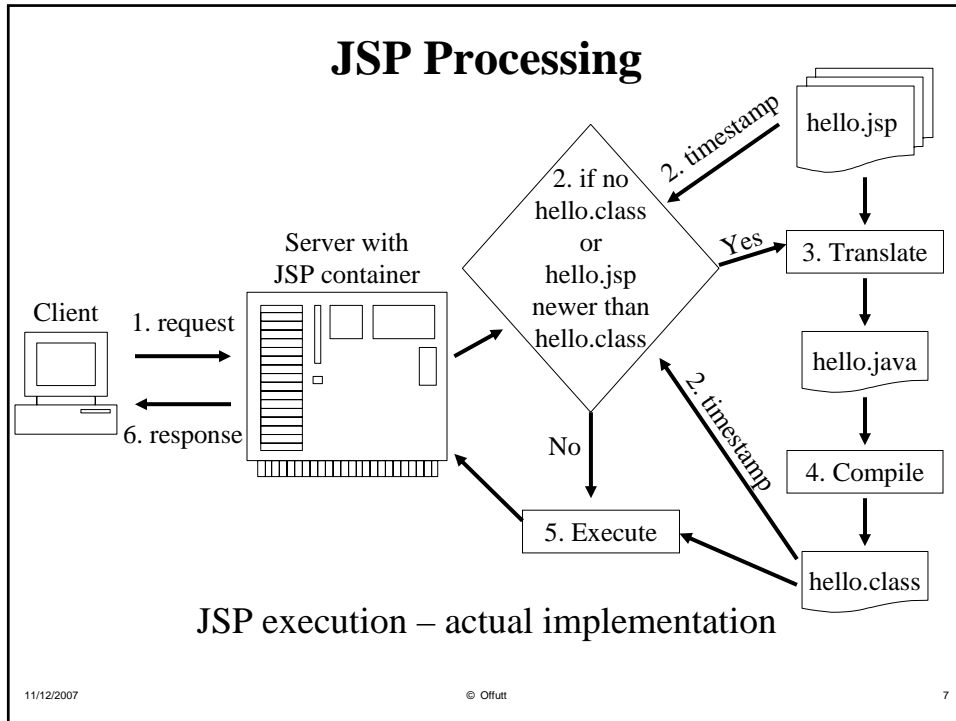 JSP Processing
hello.jsp
2. timestamp
2. if no
hello.class
or
hello.jsp
newer than
hello.class
Yes
3. Translate
Server with
JSP container
Client
1. request
6. response
hello.java
2. timestamp
No
4. Compile
5. Execute
hello.class
JSP execution – actual implementation
11/12/2007
© Offutt
7